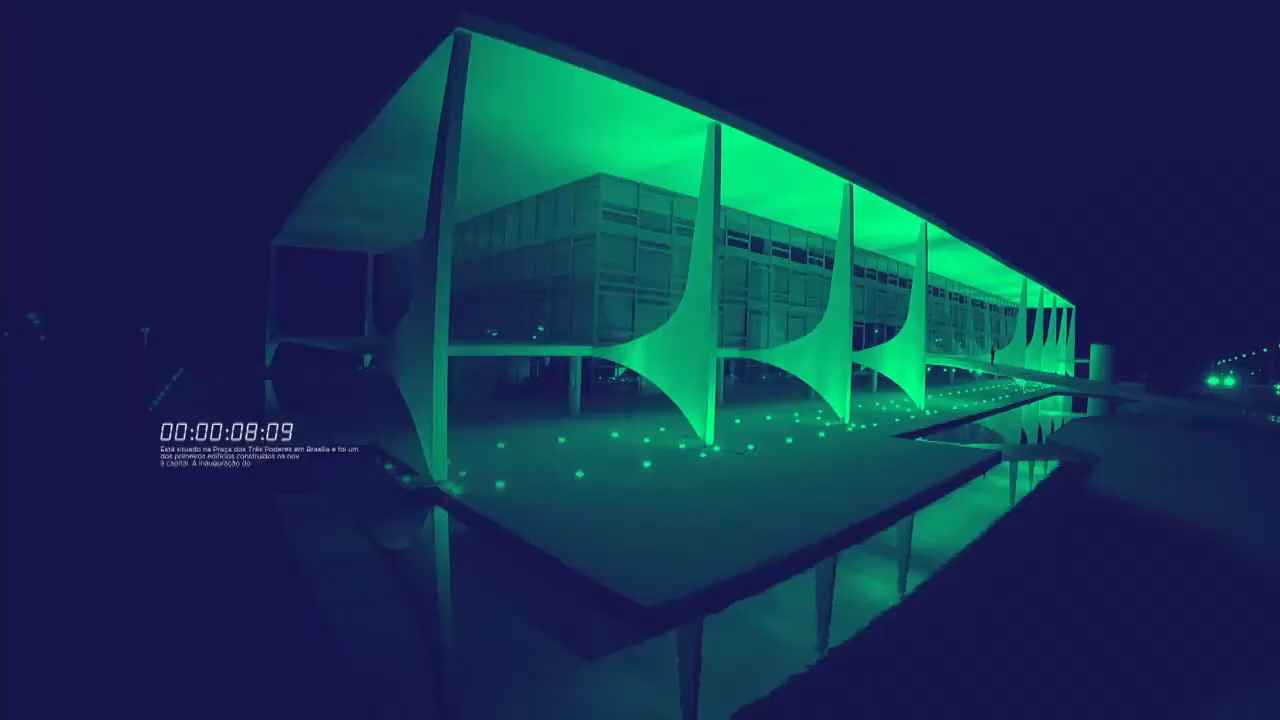 00:00:08:09
Está situado na Praça dos Três Poderes em Brasília e foi um
dos primeiros edifícios construídos na nov
a capital. A inauguração do